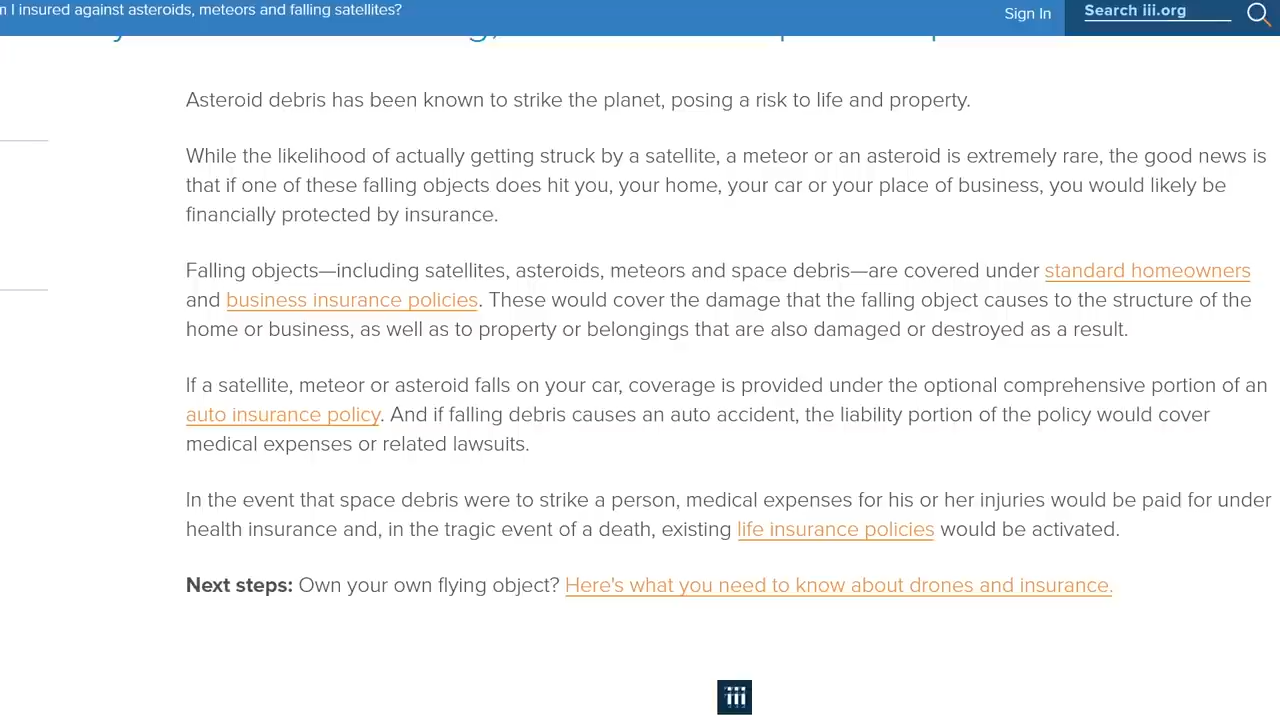 I insured against asteroids, meteors and falling satellites?
Sign In
Search iii.org
Asteroid debris has been known to strike the planet, posing a risk to life and property.
While the likelihood of actually getting struck by a satellite, a meteor or an asteroid is extremely rare, the good news is
that if one of these falling objects does hit you, your home, your car or your place of business, you would likely be
financially protected by insurance.
Falling objects—including satellites, asteroids, meteors and space debris—are covered under standard homeowners
and business insurance policies. These would cover the damage that the falling object causes to the structure of the
home or business, as well as to property or belongings that are also damaged or destroyed as a result.
If a satellite, meteor or asteroid falls on your car, coverage is provided under the optional comprehensive portion of an
auto insurance policy. And if falling debris causes an auto accident, the liability portion of the policy would cover
medical expenses or related lawsuits.
In the event that space debris were to strike a person, medical expenses for his or her injuries would be paid for under
health insurance and, in the tragic event of a death, existing life insurance policies would be activated.
Next steps: Own your own flying object? Here's what you need to know about drones and insurance.
iii